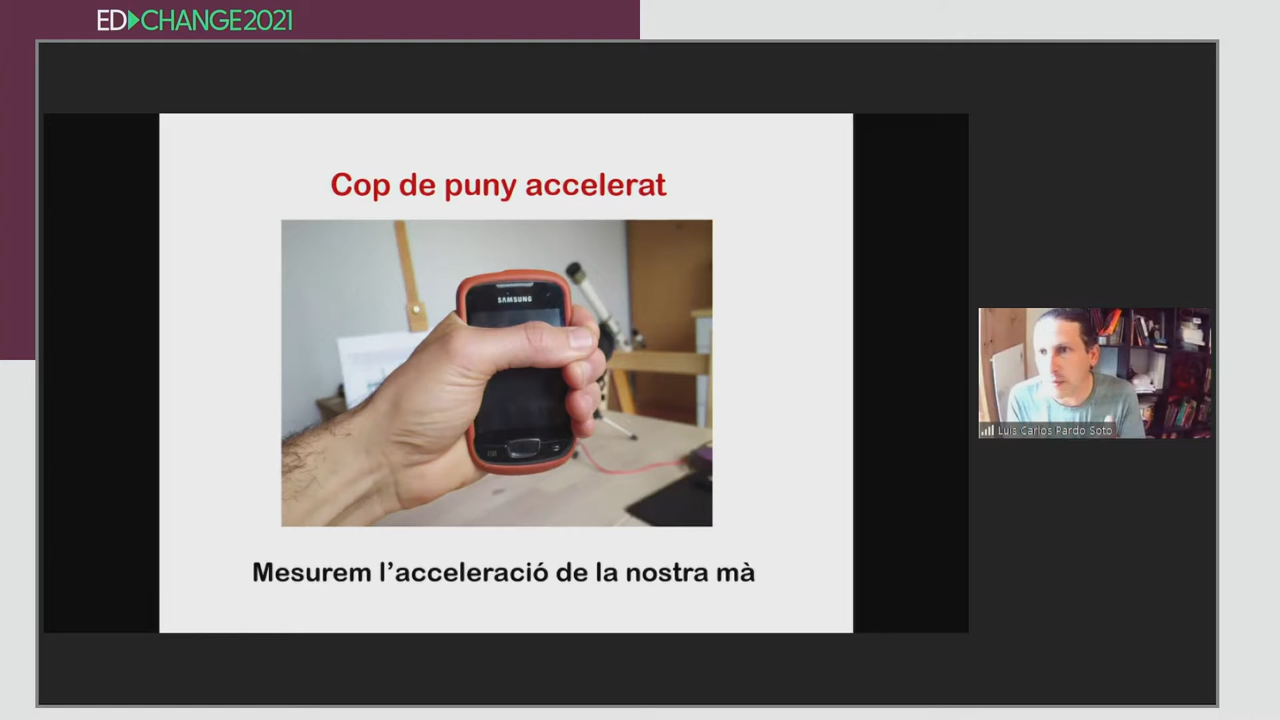 ED▶CHANGE2021
Cop de puny accelerat
SAMSUNG
Mesurem l’acceleració de la nostra mà
Luis Carlos Pardo Soto